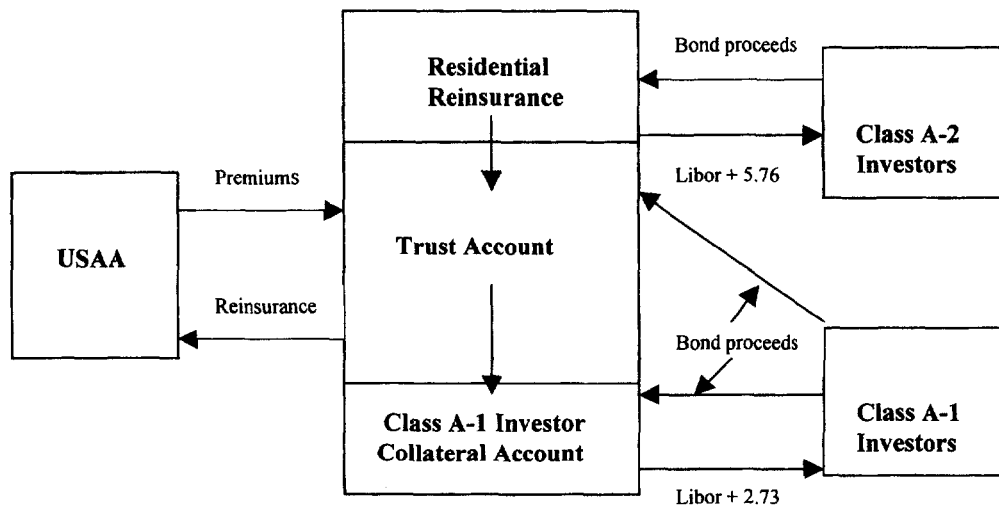 Residential
Reinsurance
Bond proceeds
Class A-2
Investors
Libor + 5.76
Premiums
USAA
Trust Account
Reinsurance
Bond proceeds
Class A-1 Investor
Collateral Account
Class A-1
Investors
Libor + 2.73